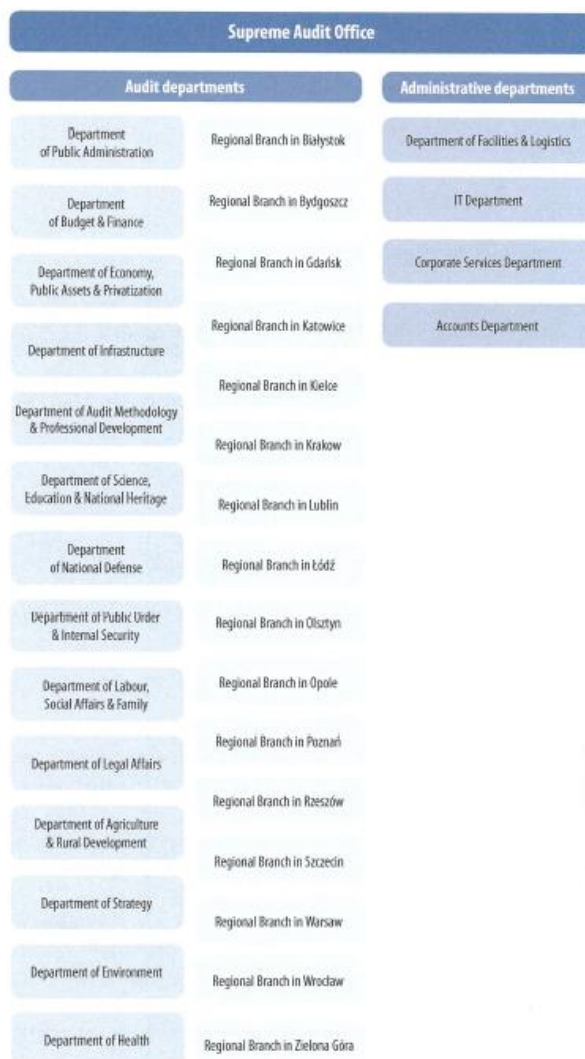 Supreme Audit Office
Audit departments
Department
of Public Administration
Department
of Budget & Finance
Department of Economy,
Public Assets & Privatization
Department of Infrastructure
Department of Audit Methodology
& Professional Development
Department of Science,
Education & National Heritage
Department
of National Defense
Department of Public Order
& Internal Security
Department of Labour,
Social Affairs & Family
Department of Legal Affairs
Department of Agriculture
& Rural Development
Department of Strategy
Department of Environment
Department of Health
Regional Branch in Białystok
Regional Branch in Bydgoszcz
Regional Branch in Gdańsk
Regional Branch in Katowice
Regional Branch in Kielce
Regional Branch in Krakow
Regional Branch in Lublin
Regional Branch in Łódź
Regional Branch in Olsztyn
Regional Branch in Opole
Regional Branch in Poznań
Regional Branch in Rzeszów
Regional Branch in Szczecin
Regional Branch in Warsaw
Regional Branch in Wrocław
Regional Branch in Zielona Góra
Administrative departments
Department of Facilities & Logistics
IT Department
Corporate Services Department
Accounts Department